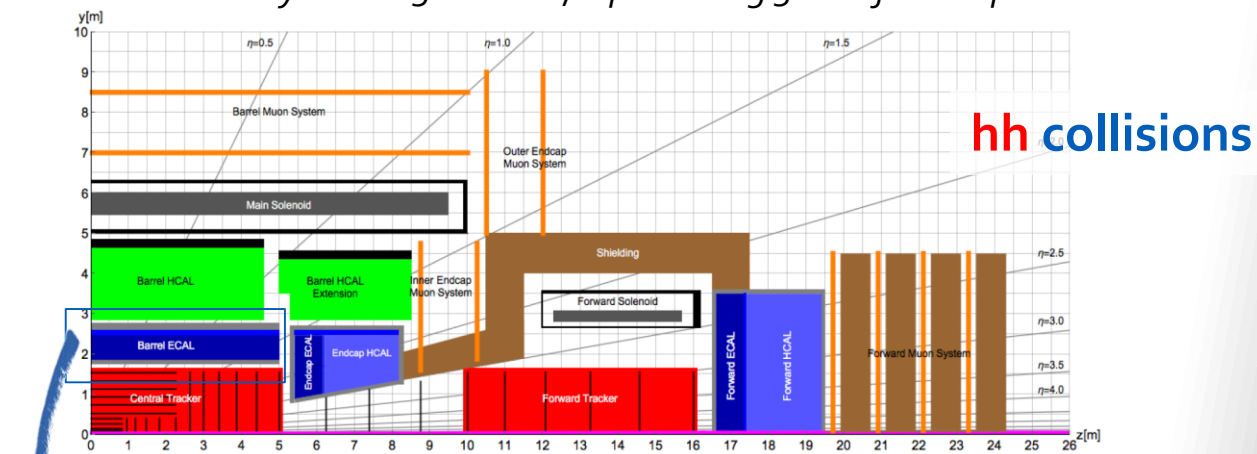 y[m]
10
η=0.5
η=1.0
η=1.5
9
8
Barrel Muon System
hh collisions
7
Outer Endcap
Muon System
6
Main Solenoid
5
Shielding
η=2.5
4
Barrel HCAL
Barrel HCAL
Extension
Inner Endcap
Muon System
Forward Solenoid
3
η=3.0
2
Barrel ECAL
Endcap ECAL
Endcap HCAL
Forward ECAL
Forward HCAL
Forward Muon System
η=3.5
1
Central Tracker
Forward Tracker
η=4.0
0
0 1 2 3 4 5 6 7 8 9 10 11 12 13 14 15 16 17 18 19 20 21 22 23 24 25 26
z[m]